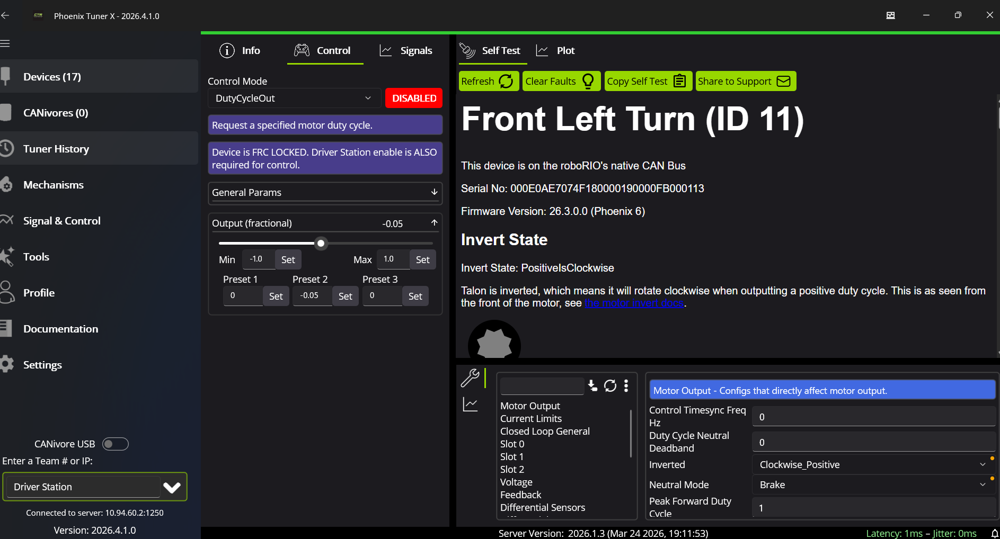 Phoenix Tuner X - 2026.4.1.0
Devices (17)
CANivores (0)
Tuner History
Mechanisms
Signal & Control
Tools
Profile
Documentation
Settings
CANivore USB
Enter a Team # or IP:
Driver Station
Connected to server: 10.94.60.2:1250
Version: 2026.4.1.0
Info
Control
Signals
Control Mode
DutyCycleOut
DISABLED
Request a specified motor duty cycle.
Device is FRC LOCKED. Driver Station enable is ALSO
required for control.
General Params
Output (fractional) -0.05
Min -1.0 Set Max 1.0 Set
Preset 1 Preset 2 Preset 3
0 Set -0.05 Set 0 Set
Self Test
Plot
Refresh
Clear Faults
Copy Self Test
Share to Support
Front Left Turn (ID 11)
This device is on the roboRIO's native CAN Bus
Serial No: 000E0AE7074F180000190000FB000113
Firmware Version: 26.3.0.0 (Phoenix 6)
Invert State
Invert State: PositiveIsClockwise
Talon is inverted, which means it will rotate clockwise when outputting a positive duty cycle. This is as seen from
the front of the motor, see the motor invert docs.
Motor Output
Current Limits
Closed Loop General
Slot 0
Slot 1
Slot 2
Voltage
Feedback
Differential Sensors
Motor Output - Configs that directly affect motor output.
Control Timesync Freq
Hz
0
Duty Cycle Neutral
Deadband
0
Inverted
Clockwise_Positive
Neutral Mode
Brake
Peak Forward Duty
Cycle
1
Server Version: 2026.1.3 (Mar 24 2026, 19:11:53)
Latency: 1ms – Jitter: 0ms